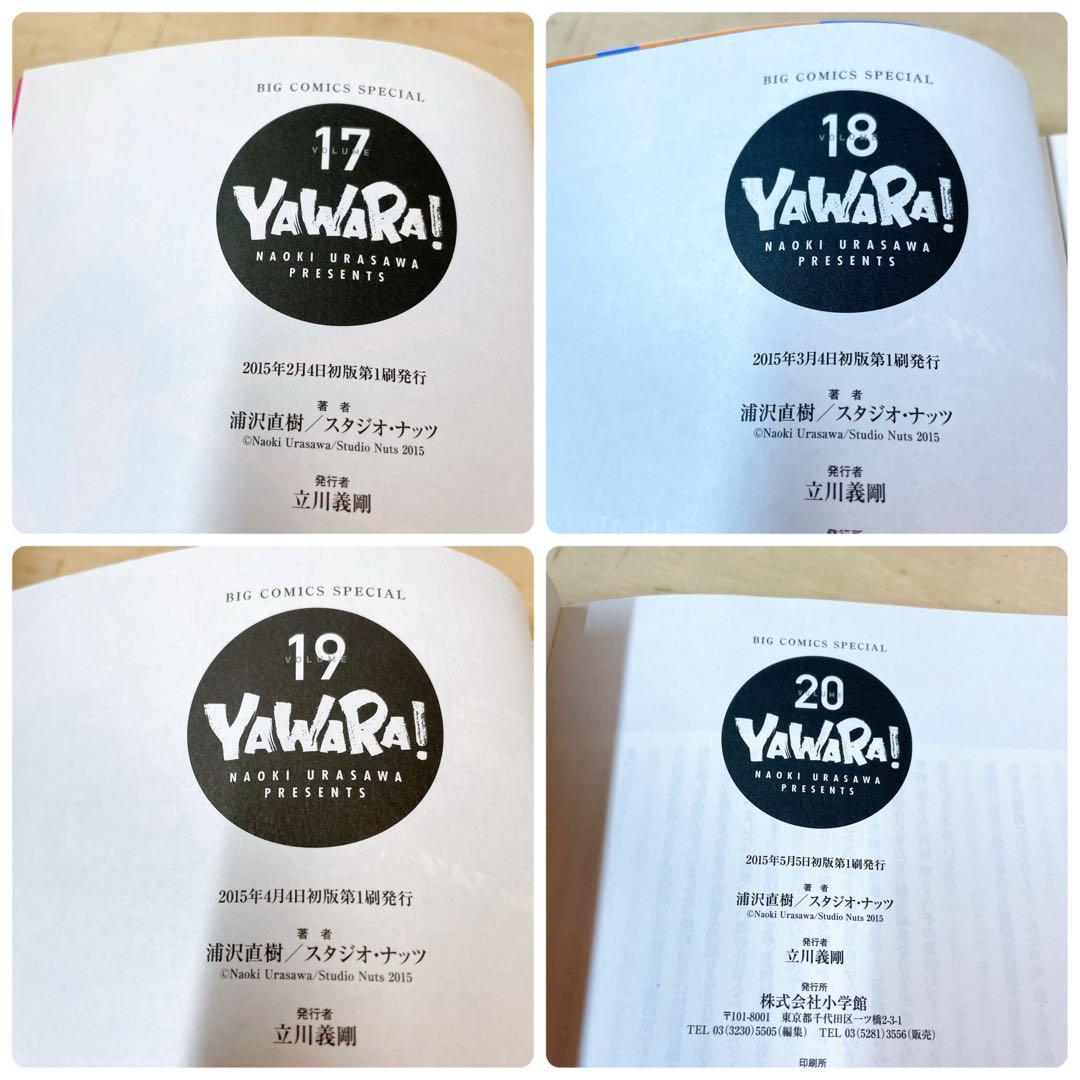 BIG COMICS SPECIAL
17
VOLUME
YAWARA!
NAOKI URASAWA
PRESENTS
2015年2月4日初版第1刷発行
著 者
浦沢直樹／スタジオ・ナッツ
©Naoki Urasawa/Studio Nuts 2015
発行者
立川義剛
BIG COMICS SPECIAL
18
VOLUME
YAWARA!
NAOKI URASAWA
PRESENTS
2015年3月4日初版第1刷発行
著 者
浦沢直樹／スタジオ・ナッツ
©Naoki Urasawa/Studio Nuts 2015
発行者
立川義剛
発行所
BIG COMICS SPECIAL
19
VOLUME
YAWARA!
NAOKI URASAWA
PRESENTS
2015年4月4日初版第1刷発行
著 者
浦沢直樹／スタジオ・ナッツ
©Naoki Urasawa/Studio Nuts 2015
発行者
立川義剛
BIG COMICS SPECIAL
20
VOLUME
YAWARA!
NAOKI URASAWA
PRESENTS
2015年5月5日初版第1刷発行
著 者
浦沢直樹／スタジオ・ナッツ
©Naoki Urasawa/Studio Nuts 2015
発行者
立川義剛
発行所
株式会社小学館
〒101-8001 東京都千代田区一ツ橋2-3-1
TEL 03(3230)5505(編集) TEL 03(5281)3556(販売)
印刷所